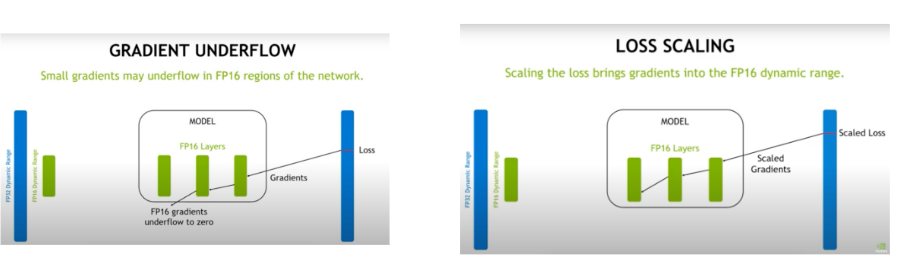 GRADIENT UNDERFLOW
Small gradients may underflow in FP16 regions of the network.
MODEL
FP16 Layers
FP32 Dynamic Range
FP16 Dynamic Range
Loss
Gradients
FP16 gradients
underflow to zero
LOSS SCALING
Scaling the loss brings gradients into the FP16 dynamic range.
MODEL
FP16 Layers
FP32 Dynamic Range
FP16 Dynamic Range
Scaled Loss
Scaled
Gradients